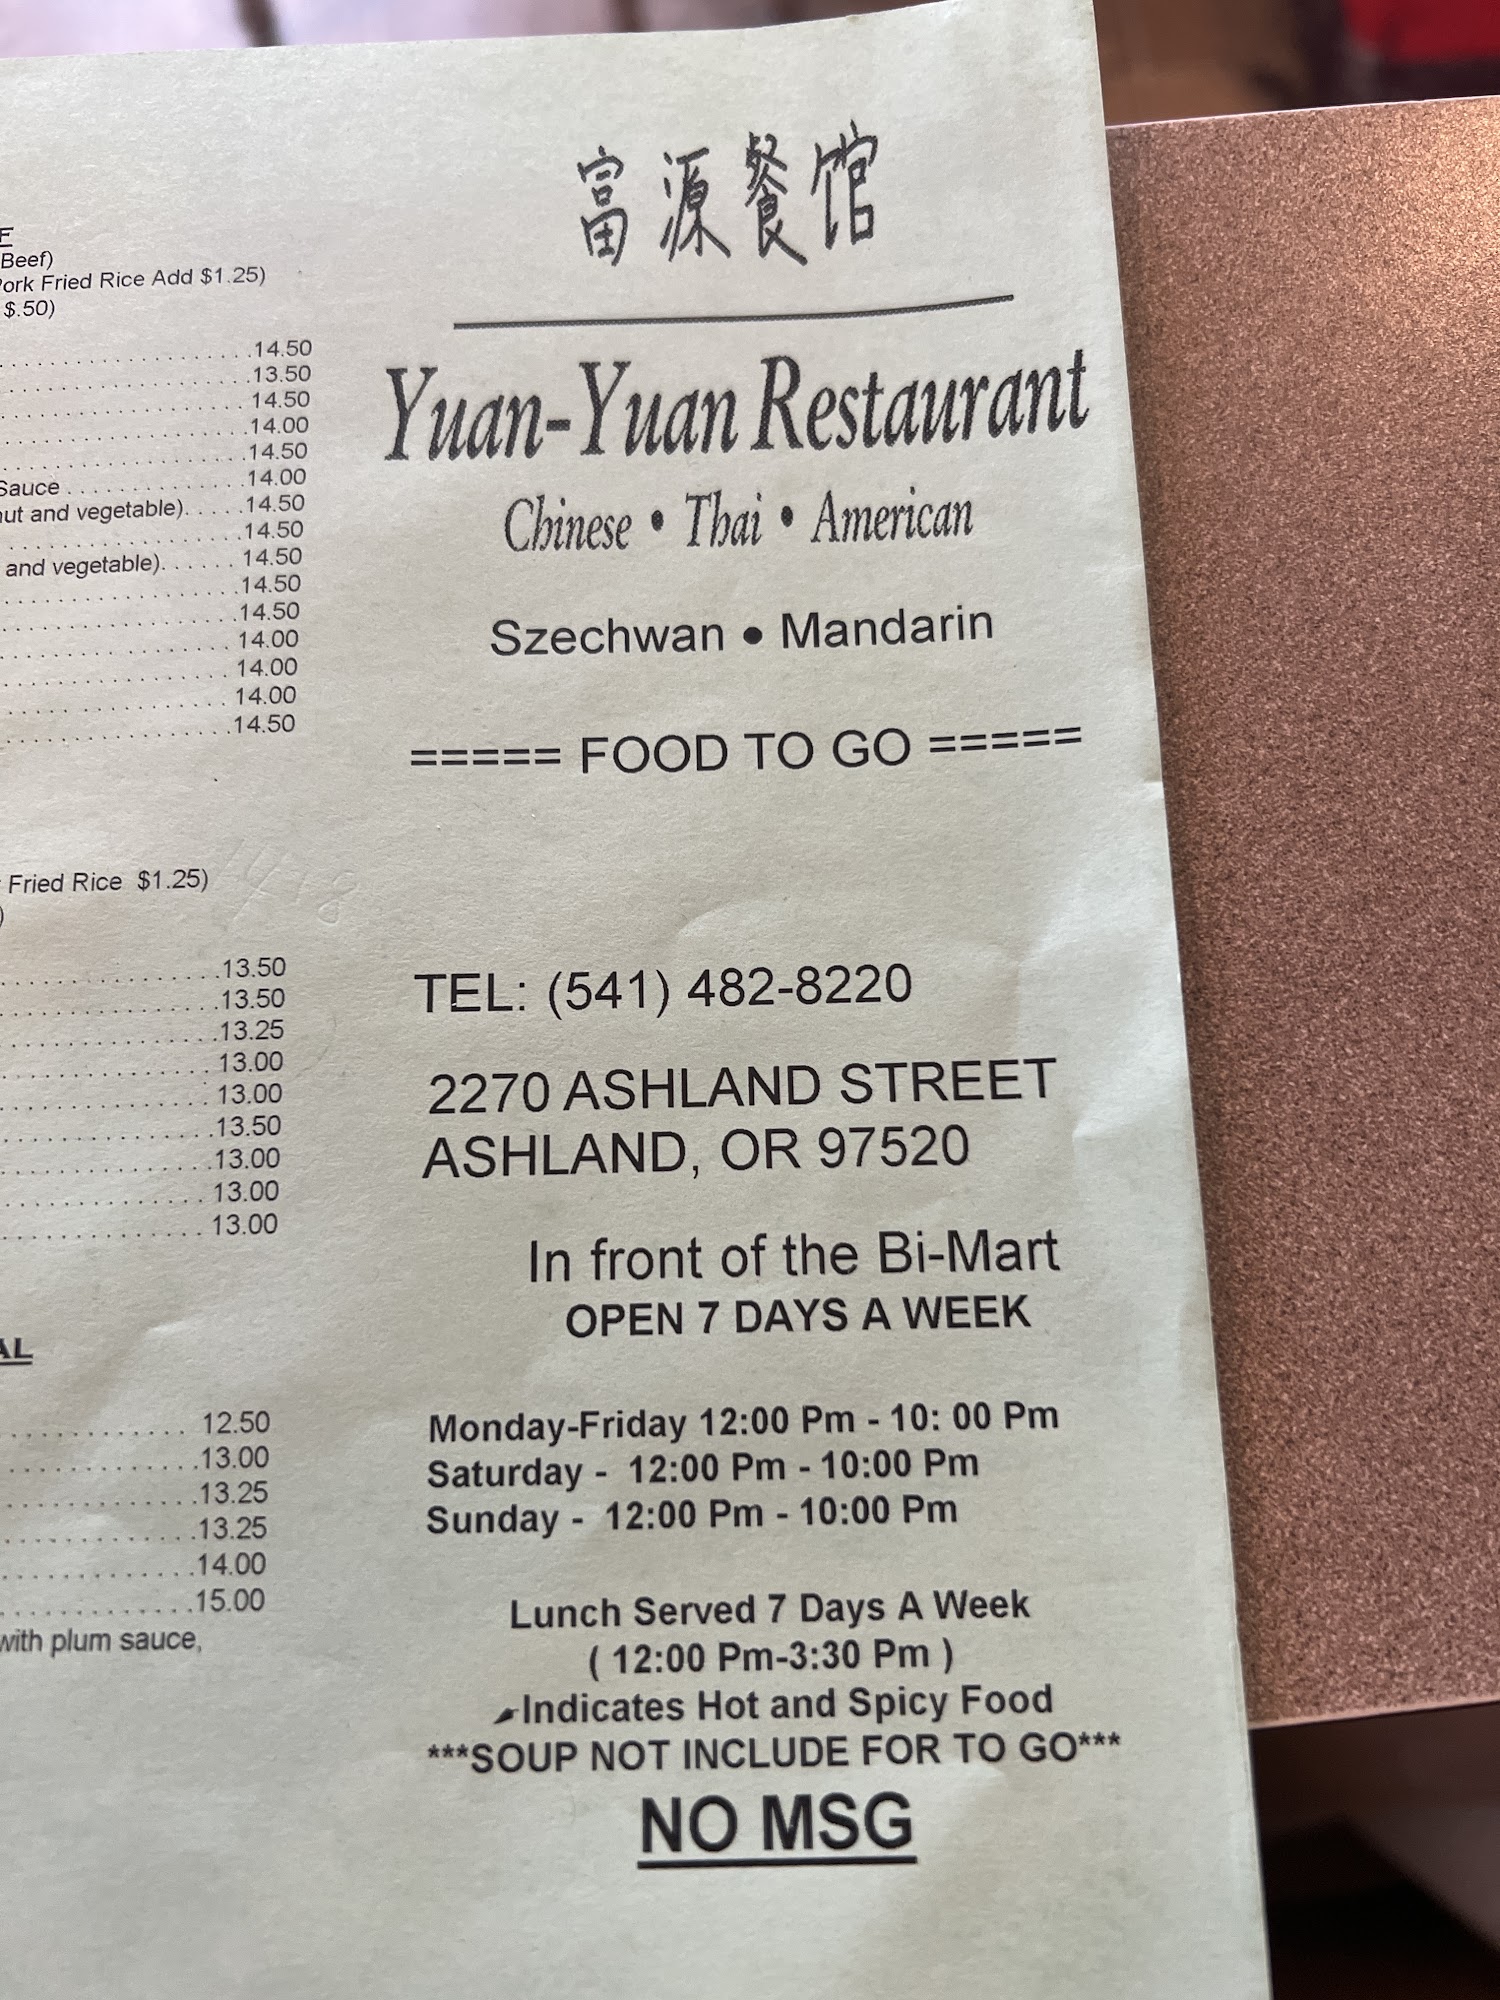 F
Beef)
Pork Fried Rice Add $1.25)
$.50)
14.50
13.50
14.50
14.00
14.50
Sauce . . . . . . . . . . . . . .14.00
nut and vegetable). . . . .14.50
14.50
and vegetable). . . . . . 14.50
14.50
14.50
14.00
14.00
14.00
14.50
Fried Rice $1.25)
)
13.50
13.50
13.25
13.00
13.00
13.50
13.00
13.00
13.00
AL
12.50
13.00
13.25
13.25
14.00
15.00
with plum sauce,
富源餐馆
Yuan-Yuan Restaurant
Chinese • Thai • American
Szechwan • Mandarin
===== FOOD TO GO =====
TEL: (541) 482-8220
2270 ASHLAND STREET
ASHLAND, OR 97520
In front of the Bi-Mart
OPEN 7 DAYS A WEEK
Monday-Friday 12:00 Pm - 10: 00 Pm
Saturday - 12:00 Pm - 10:00 Pm
Sunday - 12:00 Pm - 10:00 Pm
Lunch Served 7 Days A Week
( 12:00 Pm-3:30 Pm )
Indicates Hot and Spicy Food
***SOUP NOT INCLUDE FOR TO GO***
NO MSG